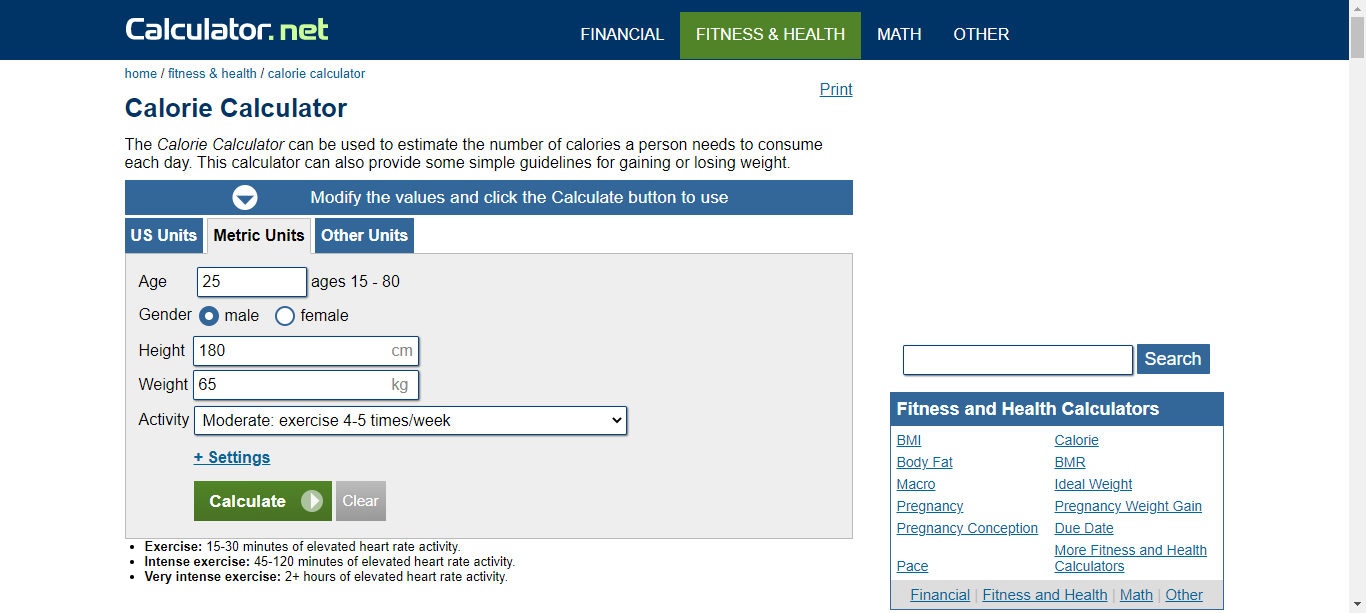 Calculator.net
FINANCIAL FITNESS & HEALTH MATH OTHER
home / fitness & health / calorie calculator
Print
Calorie Calculator
The Calorie Calculator can be used to estimate the number of calories a person needs to consume
each day. This calculator can also provide some simple guidelines for gaining or losing weight.
Modify the values and click the Calculate button to use
US Units Metric Units Other Units
Age 25 ages 15 - 80
Gender male female
Height 180 cm
Weight 65 kg
Activity Moderate: exercise 4-5 times/week
+ Settings
Calculate Clear
Exercise: 15-30 minutes of elevated heart rate activity.
Intense exercise: 45-120 minutes of elevated heart rate activity.
Very intense exercise: 2+ hours of elevated heart rate activity.
Search
Fitness and Health Calculators
BMI Calorie
Body Fat BMR
Macro Ideal Weight
Pregnancy Pregnancy Weight Gain
Pregnancy Conception Due Date
More Fitness and Health
Pace Calculators
Financial | Fitness and Health | Math | Other